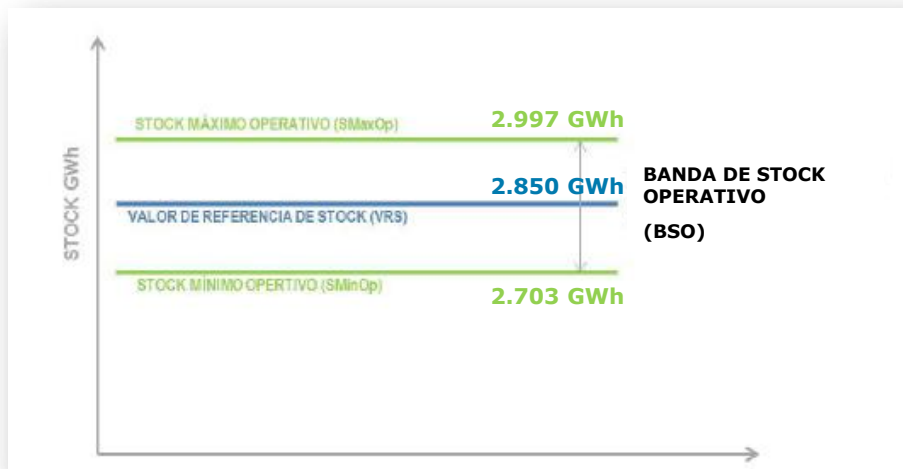 STOCK GWh
STOCK MÁXIMO OPERATIVO (SMaxOp)
2.997 GWh
2.850 GWh
VALOR DE REFERENCIA DE STOCK (VRS)
BANDA DE STOCK
OPERATIVO
(BSO)
STOCK MÍNIMO OPERTIVO (SMinOp)
2.703 GWh